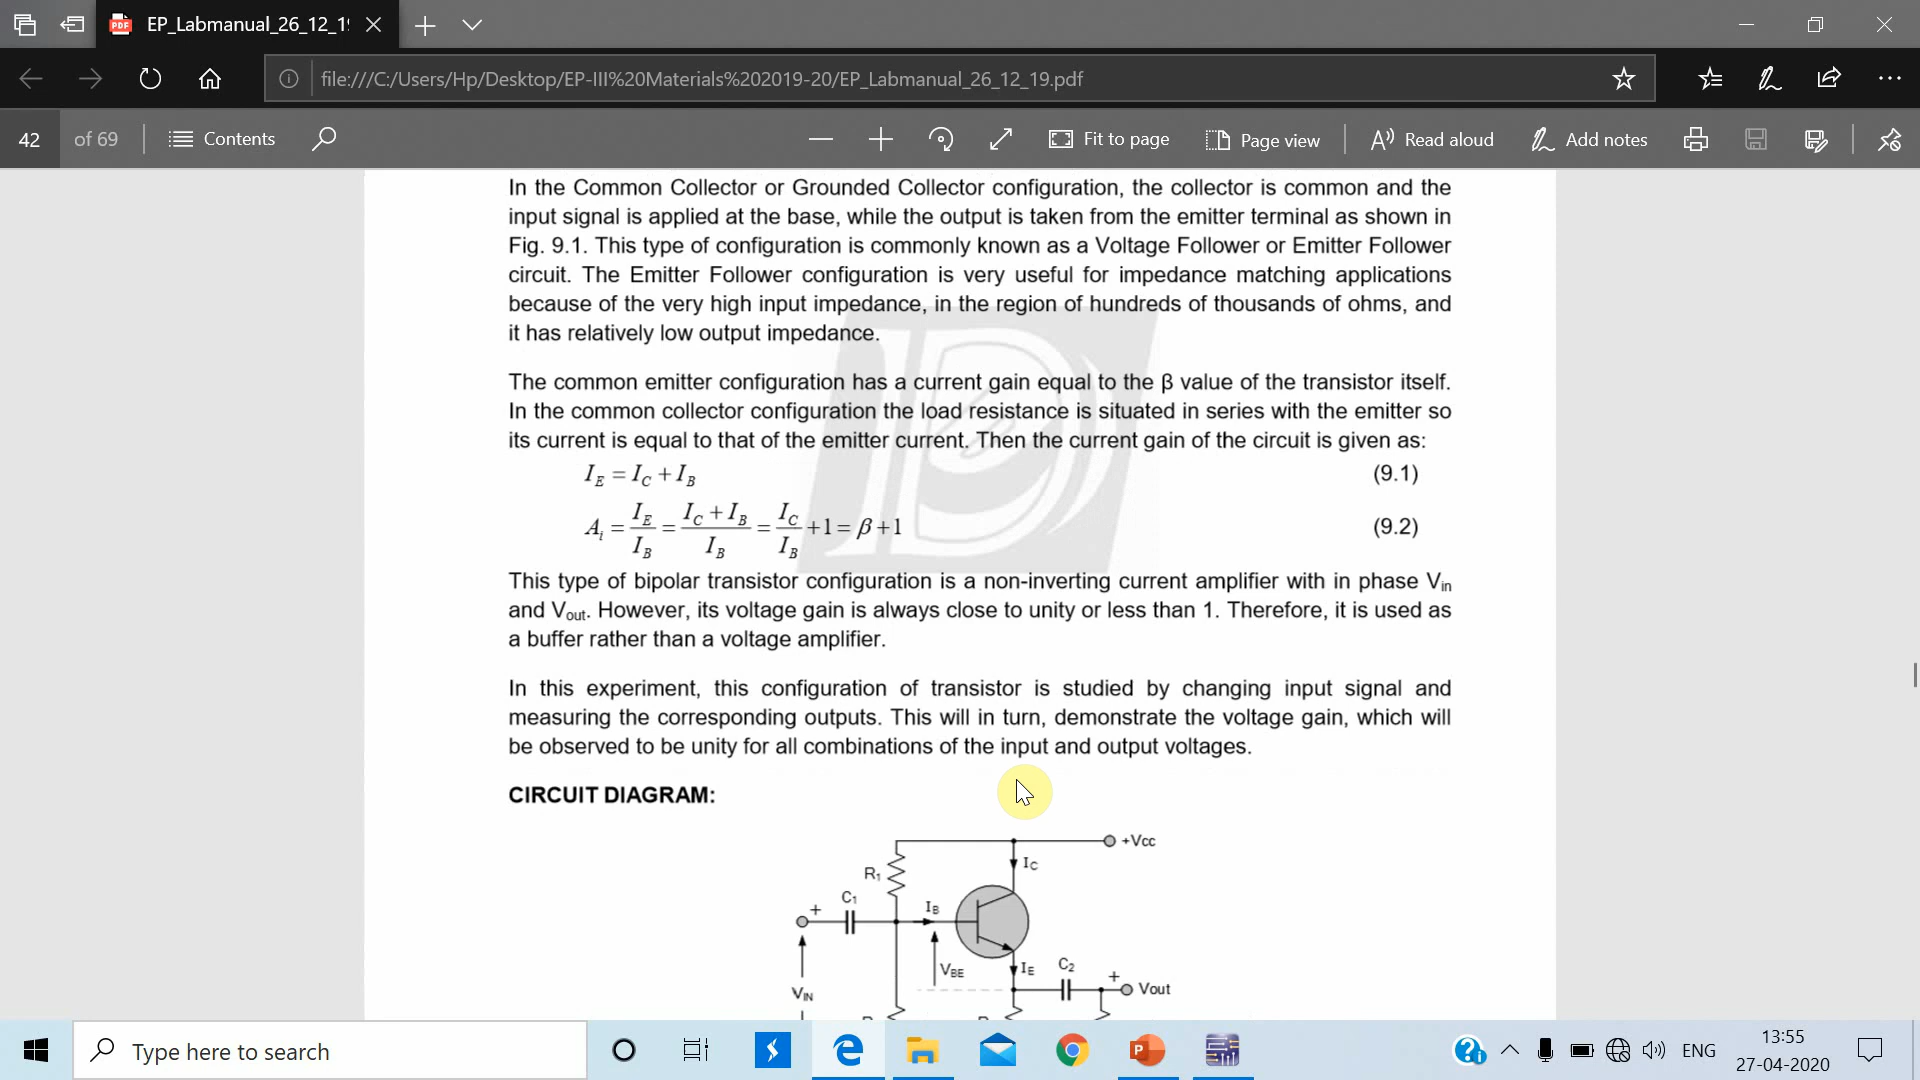 EP_Labmanual_26_12_1
file:///C:/Users/Hp/Desktop/EP-III%20Materials%202019-20/EP_Labmanual_26_12_19.pdf
42 of 69 Contents Fit to page Page view Read aloud Add notes
In the Common Collector or Grounded Collector configuration, the collector is common and the
input signal is applied at the base, while the output is taken from the emitter terminal as shown in
Fig. 9.1. This type of configuration is commonly known as a Voltage Follower or Emitter Follower
circuit. The Emitter Follower configuration is very useful for impedance matching applications
because of the very high input impedance, in the region of hundreds of thousands of ohms, and
it has relatively low output impedance.
The common emitter configuration has a current gain equal to the β value of the transistor itself.
In the common collector configuration the load resistance is situated in series with the emitter so
its current is equal to that of the emitter current. Then the current gain of the circuit is given as:
I_E = I_C + I_B (9.1)
A_i = I_E / I_B = (I_C + I_B) / I_B = I_C / I_B + 1 = β + 1 (9.2)
This type of bipolar transistor configuration is a non-inverting current amplifier with in phase Vin
and Vout. However, its voltage gain is always close to unity or less than 1. Therefore, it is used as
a buffer rather than a voltage amplifier.
In this experiment, this configuration of transistor is studied by changing input signal and
measuring the corresponding outputs. This will in turn, demonstrate the voltage gain, which will
be observed to be unity for all combinations of the input and output voltages.
CIRCUIT DIAGRAM:
+Vcc
IC
R1
C1
+
IB
VBE
IE
C2
+
Vout
VIN
Type here to search
ENG
13:55
27-04-2020